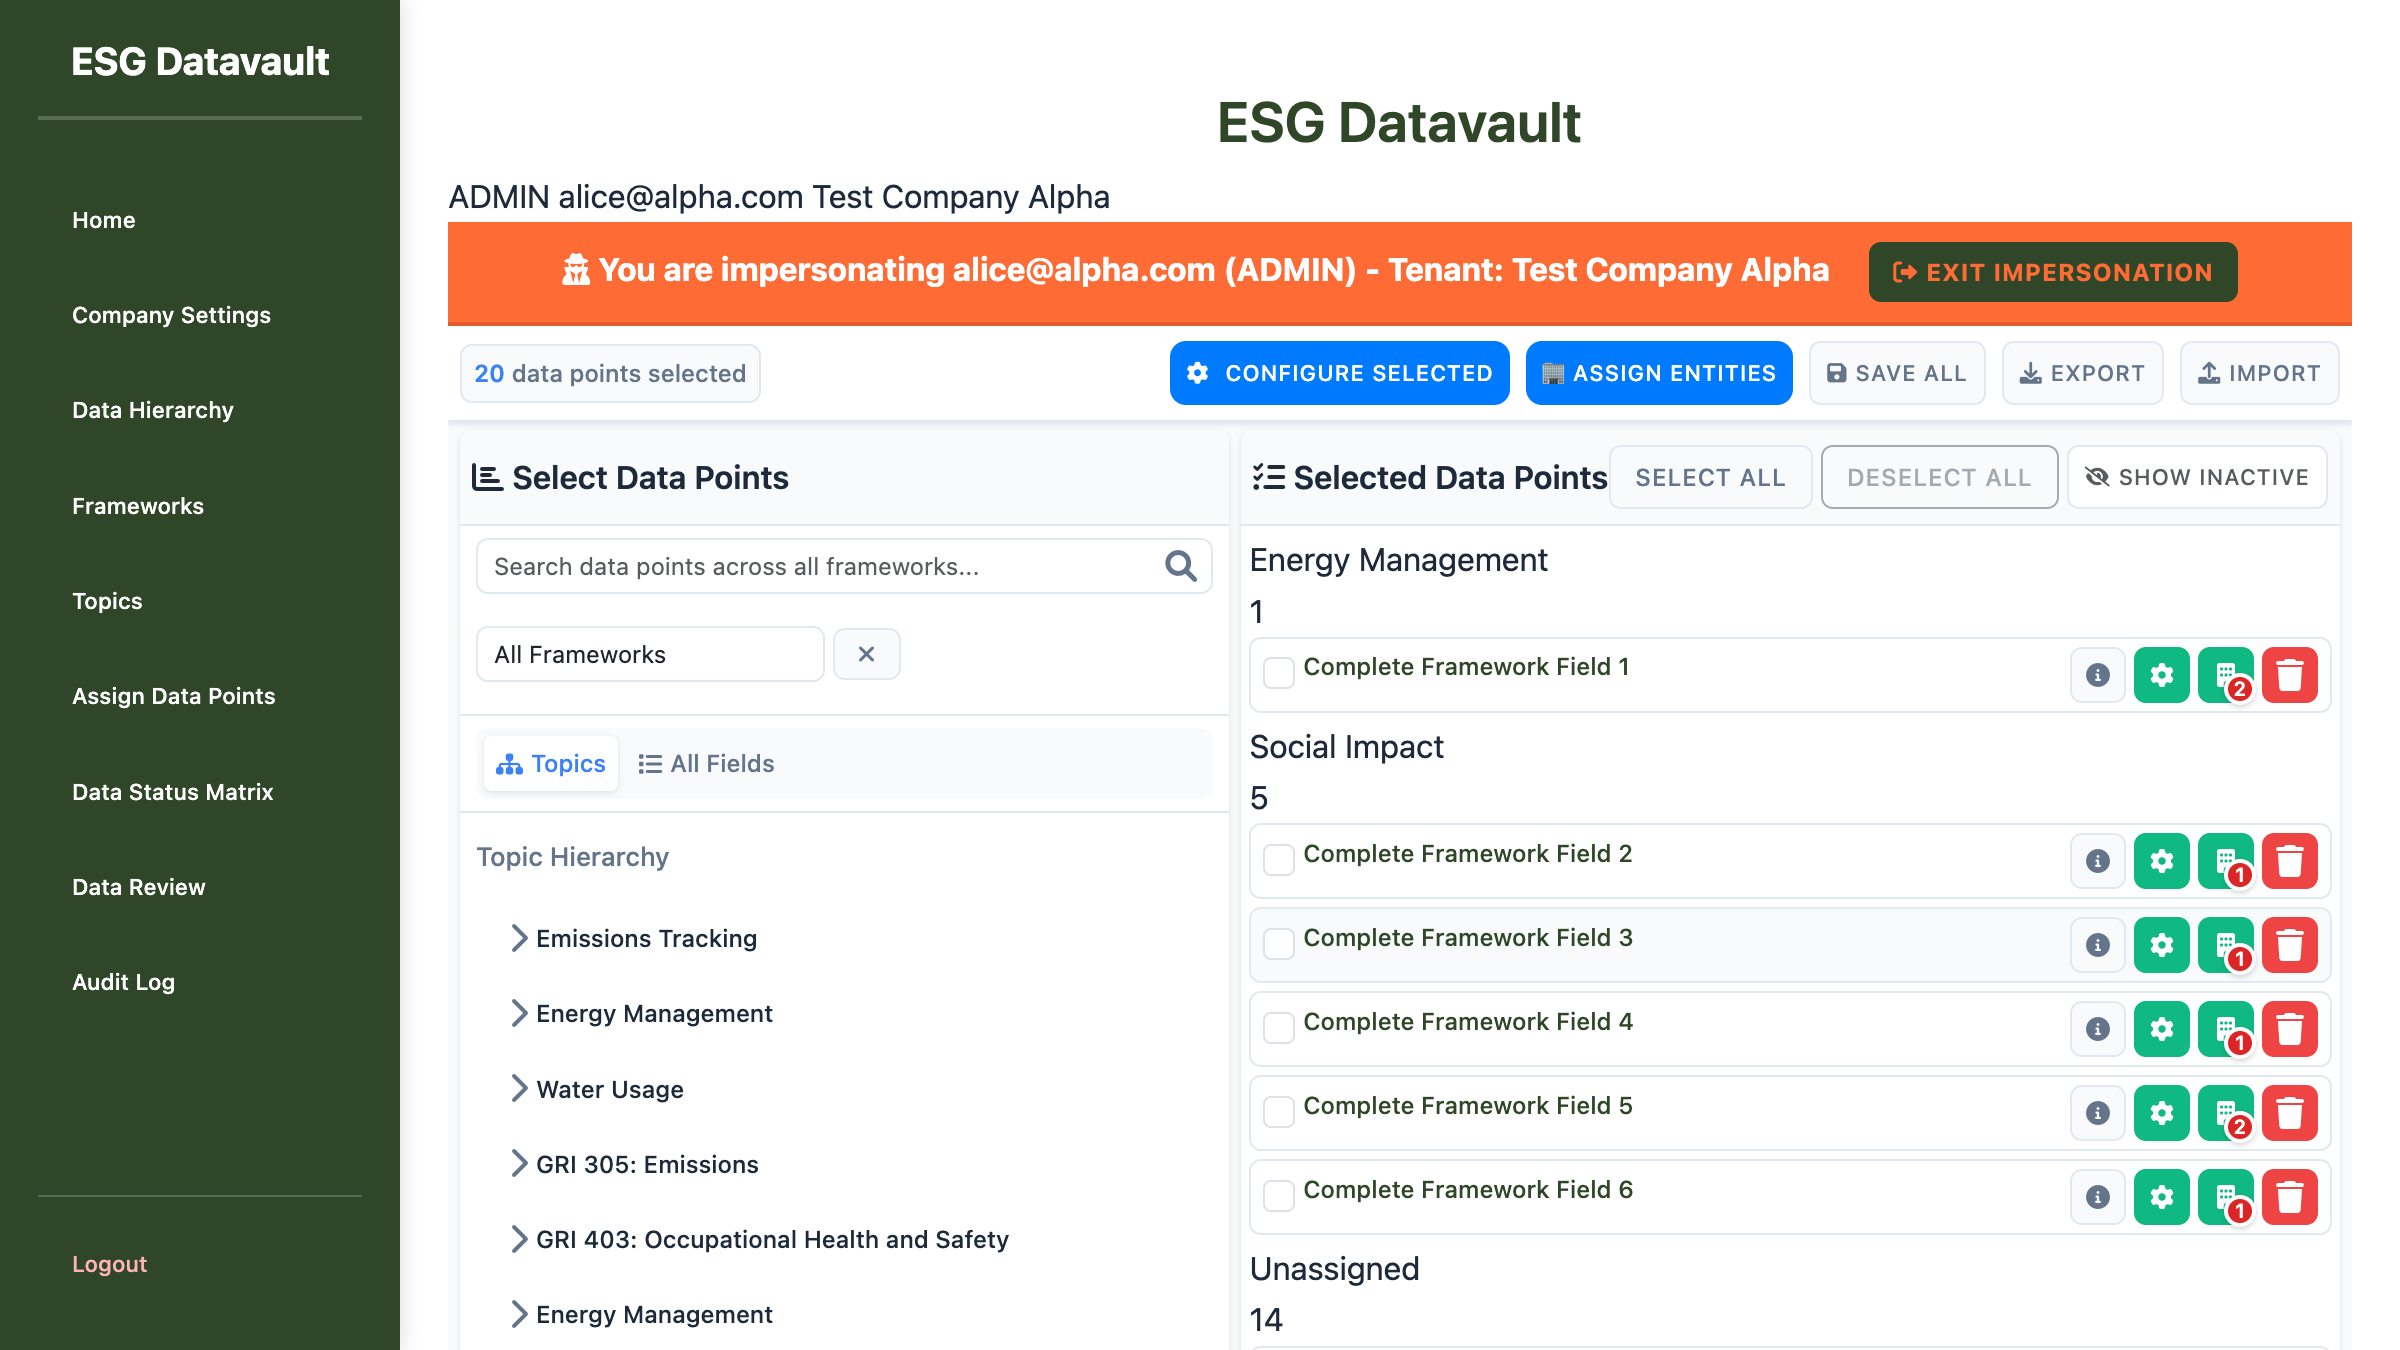 ESG Datavault
Home
Company Settings
Data Hierarchy
Frameworks
Topics
Assign Data Points
Data Status Matrix
Data Review
Audit Log
Logout
ESG Datavault
ADMIN alice@alpha.com Test Company Alpha
You are impersonating alice@alpha.com (ADMIN) - Tenant: Test Company Alpha
EXIT IMPERSONATION
20 data points selected
CONFIGURE SELECTED
ASSIGN ENTITIES
SAVE ALL
EXPORT
IMPORT
Select Data Points
Search data points across all frameworks...
All Frameworks
Topics
All Fields
Topic Hierarchy
Emissions Tracking
Energy Management
Water Usage
GRI 305: Emissions
GRI 403: Occupational Health and Safety
Energy Management
Selected Data Points
SELECT ALL
DESELECT ALL
SHOW INACTIVE
Energy Management
1
Complete Framework Field 1
2
Social Impact
5
Complete Framework Field 2
1
Complete Framework Field 3
1
Complete Framework Field 4
1
Complete Framework Field 5
2
Complete Framework Field 6
1
Unassigned
14